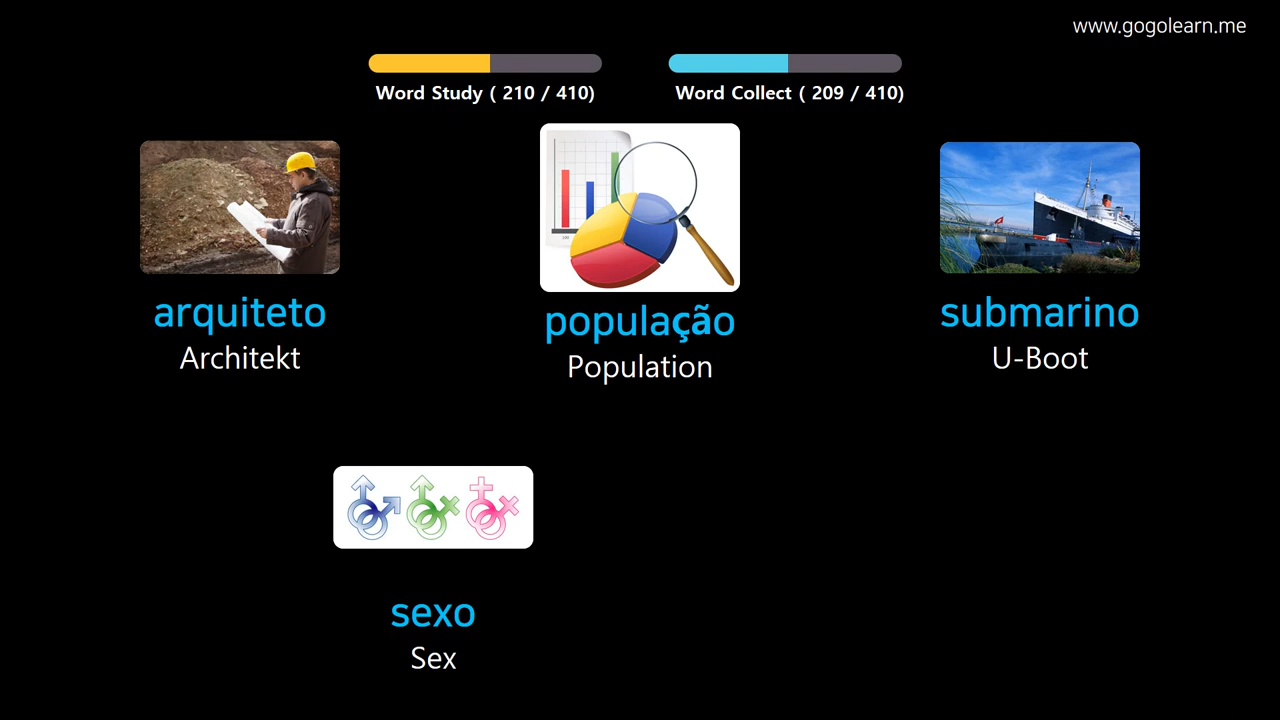 www.gogolearn.me
Word Study ( 210 / 410)
Word Collect ( 209 / 410)
arquiteto
Architekt
população
Population
submarino
U-Boot
sexo
Sex